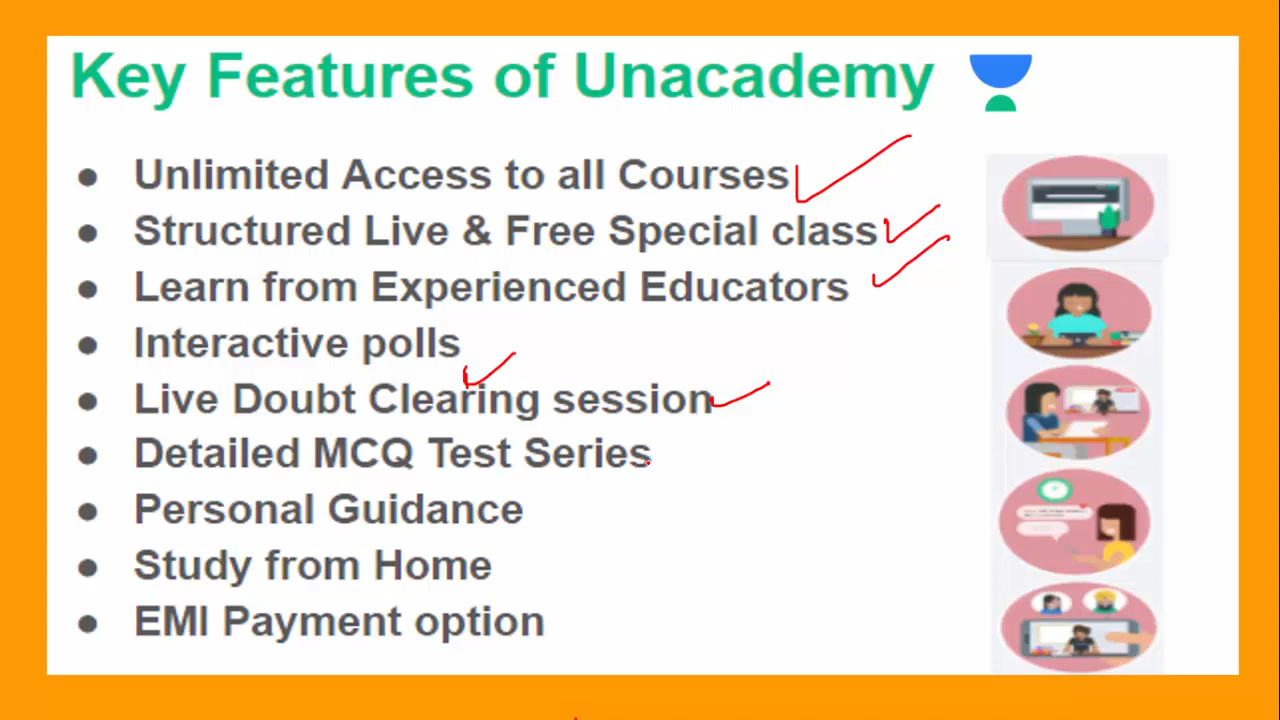 Key Features of Unacademy
● Unlimited Access to all Courses
● Structured Live & Free Special class
● Learn from Experienced Educators
● Interactive polls
● Live Doubt Clearing session
● Detailed MCQ Test Series
● Personal Guidance
● Study from Home
● EMI Payment option